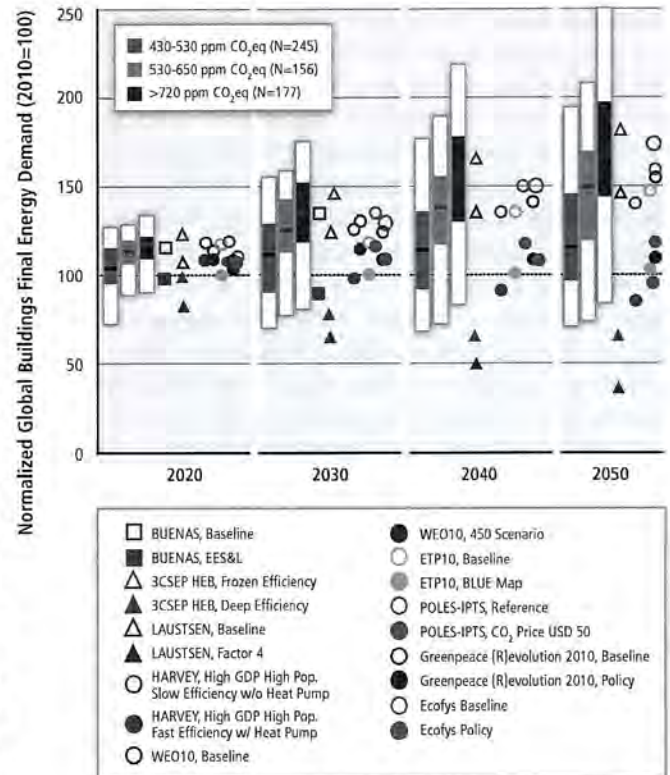 Normalized Global Buildings Final Energy Demand (2010=100)
250
200
150
100
50
0
430-530 ppm CO₂eq (N=245)
530-650 ppm CO₂eq (N=156)
>720 ppm CO₂eq (N=177)
2020
2030
2040
2050
BUENAS, Baseline
BUENAS, EES&L
3CSEP HEB, Frozen Efficiency
3CSEP HEB, Deep Efficiency
LAUSTSEN, Baseline
LAUSTSEN, Factor 4
HARVEY, High GDP High Pop.
Slow Efficiency w/o Heat Pump
HARVEY, High GDP High Pop.
Fast Efficiency w/ Heat Pump
WEO10, Baseline
WEO10, 450 Scenario
ETP10, Baseline
ETP10, BLUE Map
POLES-IPTS, Reference
POLES-IPTS, CO₂ Price USD 50
Greenpeace (R)evolution 2010, Baseline
Greenpeace (R)evolution 2010, Policy
Ecofys Baseline
Ecofys Policy